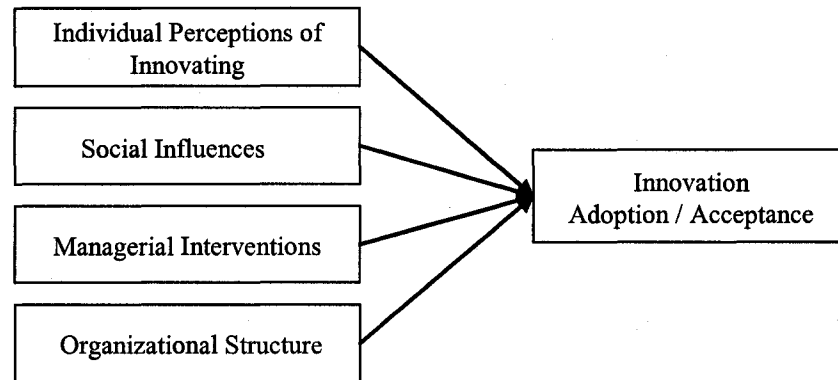 Individual Perceptions of
Innovating
Social Influences
Managerial Interventions
Organizational Structure
Innovation
Adoption / Acceptance